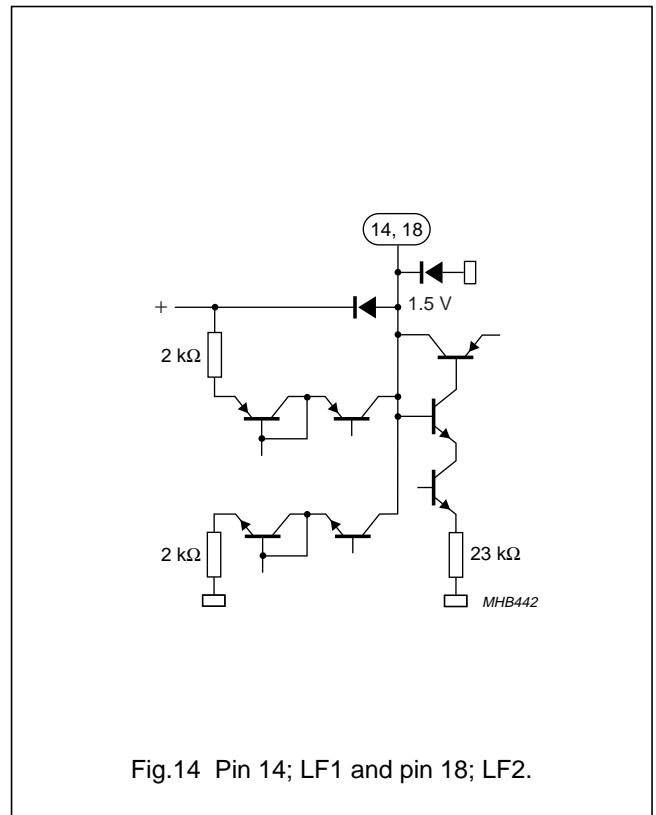 14, 18
+
1.5 V
2 kΩ
2 kΩ
23 kΩ
MHB442
Fig.14 Pin 14; LF1 and pin 18; LF2.